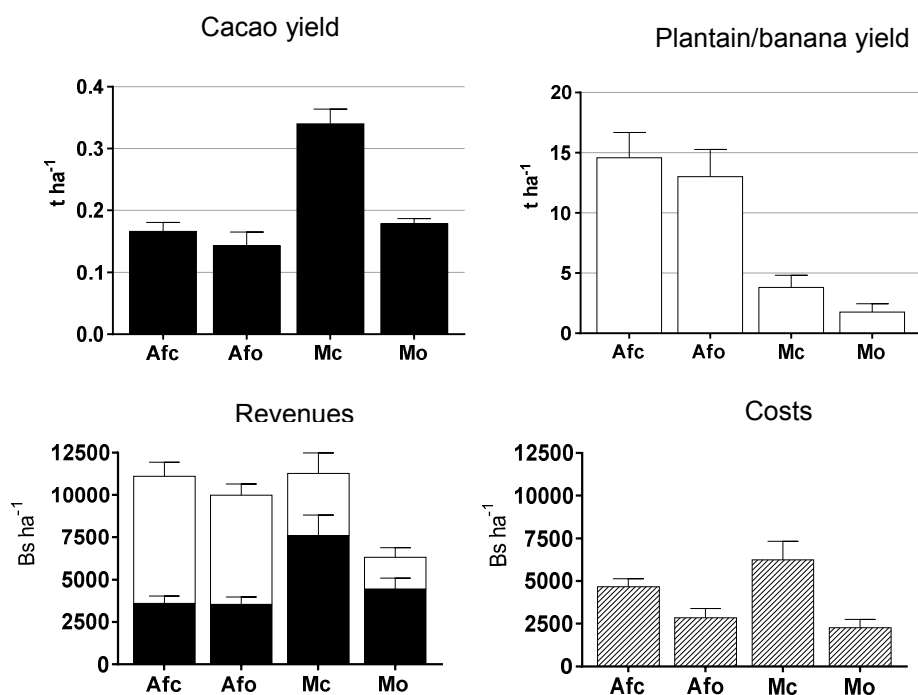 Cacao yield
0.4
0.3
0.2
0.1
0.0
t ha⁻¹
Afc Afo Mc Mo
Plantain/banana yield
20
15
10
5
0
t ha⁻¹
Afc Afo Mc Mo
Revenues
12500
10000
7500
5000
2500
0
Bs ha⁻¹
Afc Afo Mc Mo
Costs
12500
10000
7500
5000
2500
0
Bs ha⁻¹
Afc Afo Mc Mo